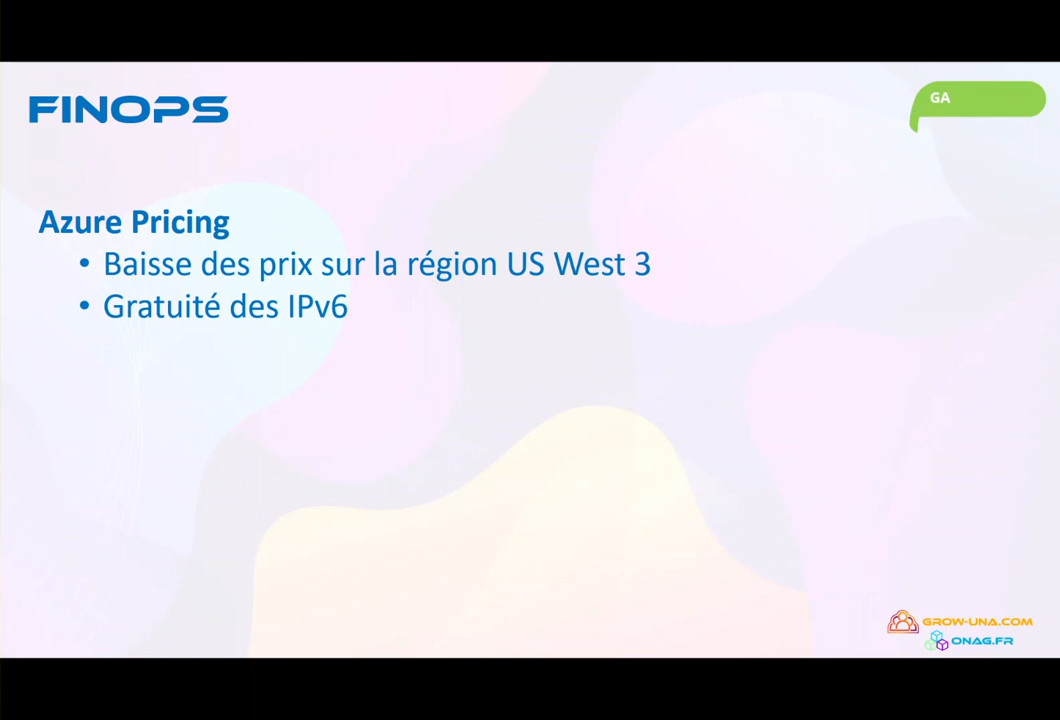 FINOPS
GA
Azure Pricing
• Baisse des prix sur la région US West 3
• Gratuité des IPv6
GROW-UNA.COM
ONAG.FR